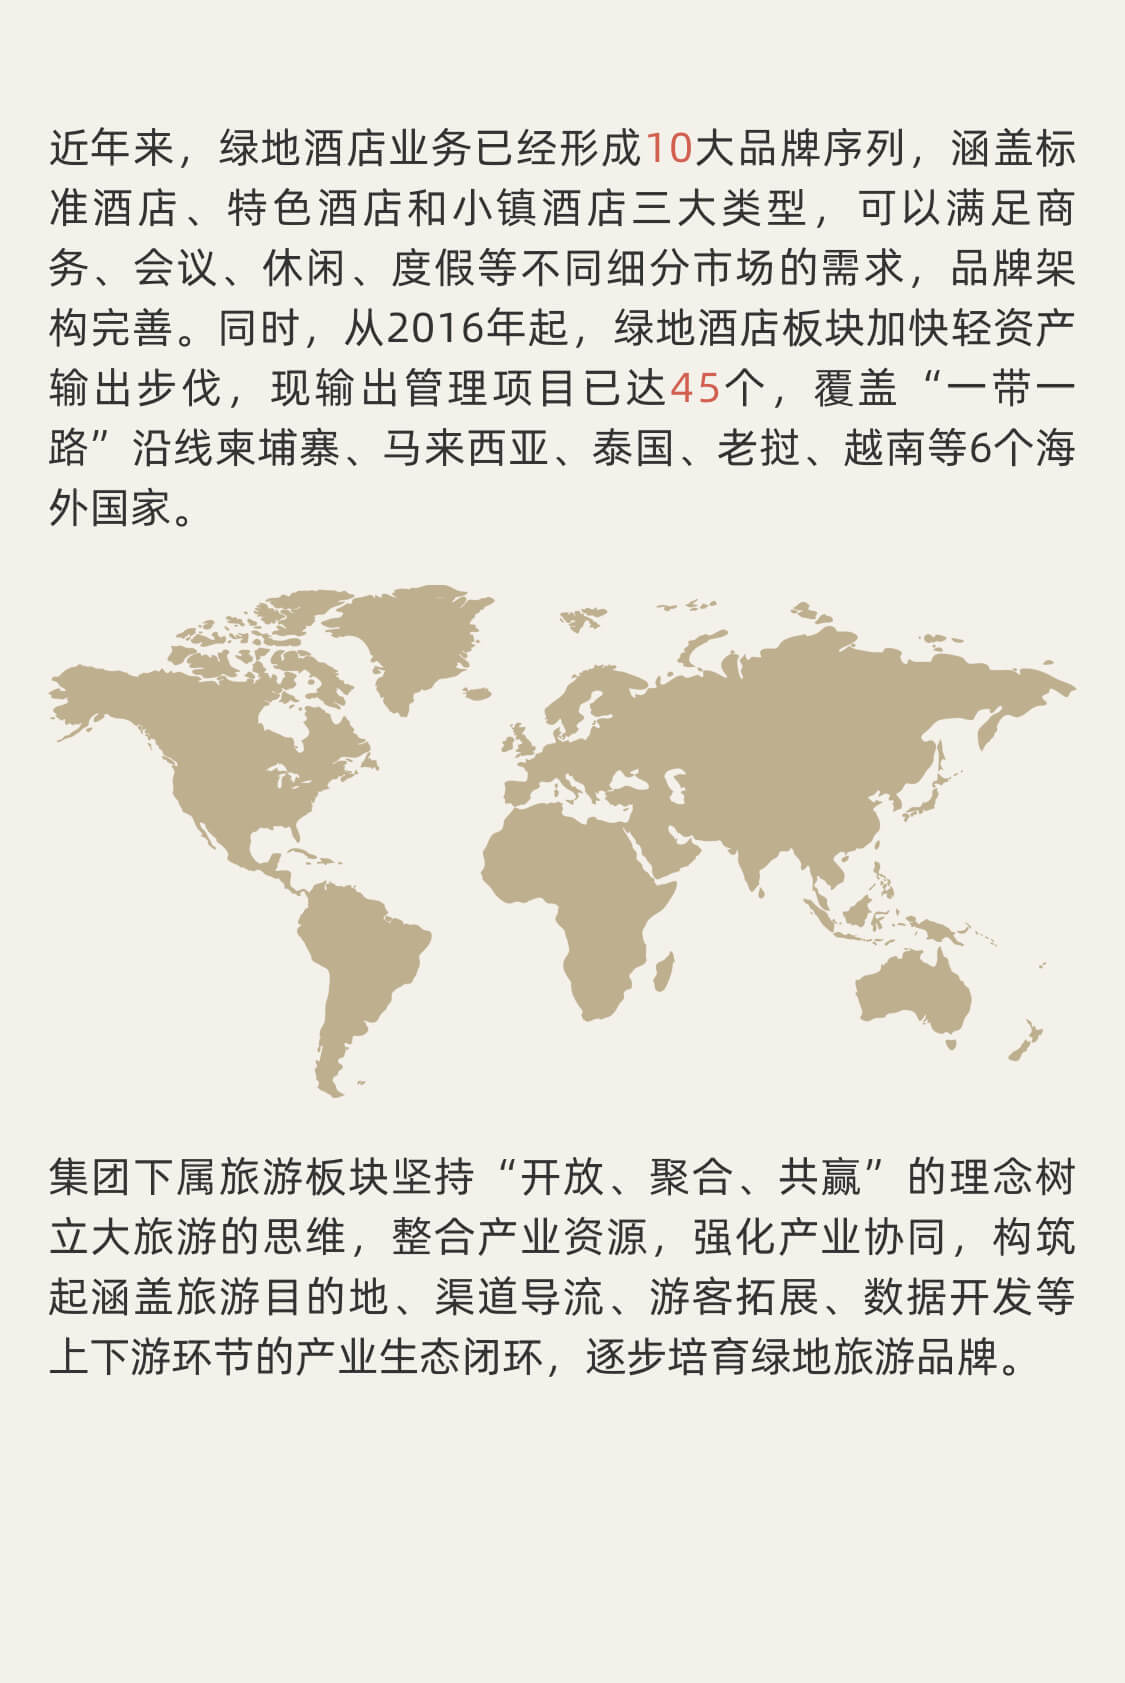 近年来，绿地酒店业务已经形成10大品牌序列，涵盖标
准酒店、特色酒店和小镇酒店三大类型，可以满足商
务、会议、休闲、度假等不同细分市场的需求，品牌架
构完善。同时，从2016年起，绿地酒店板块加快轻资产
输出步伐，现输出管理项目已达45个，覆盖“一带一
路”沿线柬埔寨、马来西亚、泰国、老挝、越南等6个海
外国家。
集团下属旅游板块坚持“开放、聚合、共赢”的理念树
立大旅游的思维，整合产业资源，强化产业协同，构筑
起涵盖旅游目的地、渠道导流、游客拓展、数据开发等
上下游环节的产业生态闭环，逐步培育绿地旅游品牌。